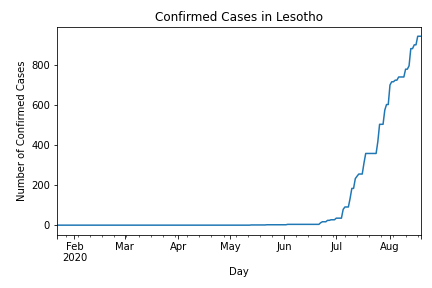 Confirmed Cases in Lesotho
Number of Confirmed Cases
800
600
400
200
0
Feb Mar Apr May Jun Jul Aug
2020
Day